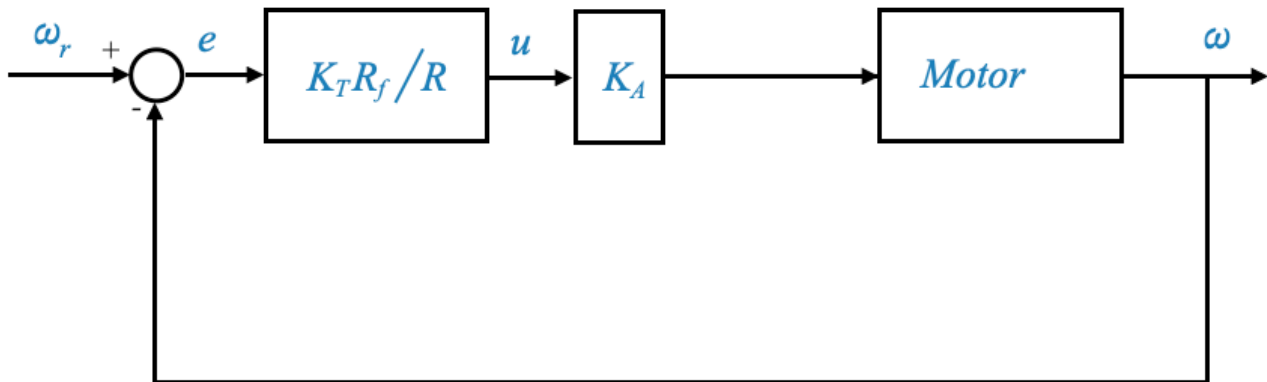 ω_r + e K_T R_f / R u K_A Motor ω
-